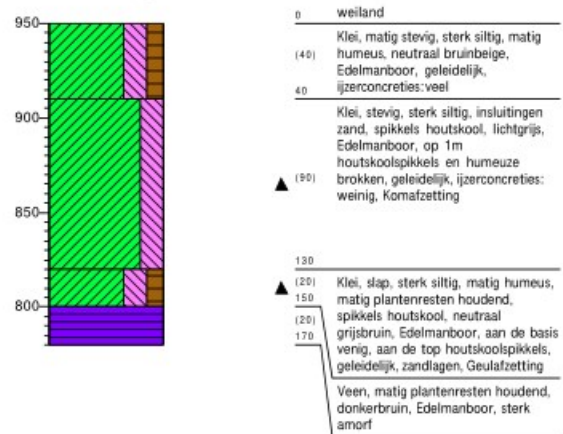 950
900
850
800
0 weiland
(40) Klei, matig stevig, sterk siltig, matig
humeus, neutraal bruinbeige,
Edelmanboor, geleidelijk,
ijzerconcreties:veel
40
Klei, stevig, sterk siltig, insluitingen
zand, spikkels houtskool, lichtgrijs,
Edelmanboor, op 1m
houtskoolspikkels en humeuze
(90) brokken, geleidelijk, ijzerconcreties:
weinig, Komafzetting
130
(20) Klei, slap, sterk siltig, matig humeus,
150 matig plantenresten houdend,
(20) spikkels houtskool, neutraal
170 grijsbruin, Edelmanboor, aan de basis
venig, aan de top houtskoolspikkels,
geleidelijk, zandlagen, Geulafzetting
Veen, matig plantenresten houdend,
donkerbruin, Edelmanboor, sterk
amorf